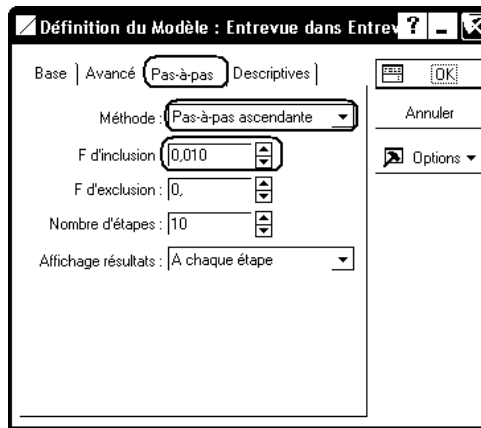 Définition du Modèle : Entrevue dans Entrev ?
Base Avancé Pas-à-pas Descriptives
OK
Méthode : Pas-à-pas ascendante
Annuler
F d'inclusion 0,010
Options
F d'exclusion : 0,
Nombre d'étapes : 10
Affichage résultats : A chaque étape